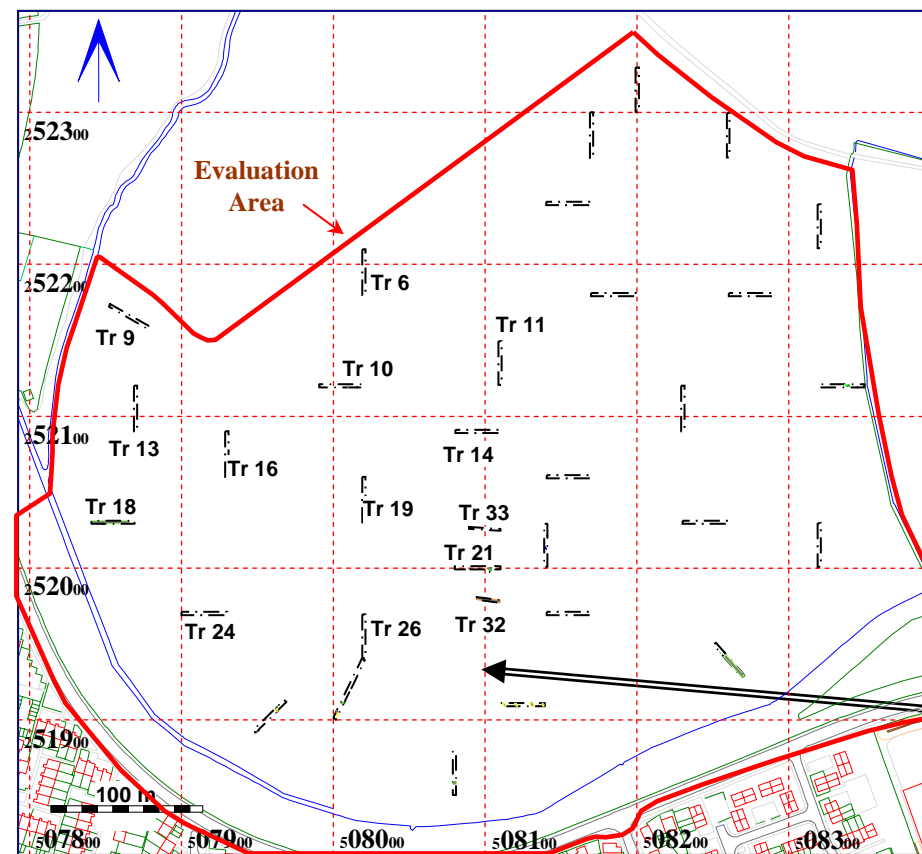 252300
Evaluation
Area
252200
Tr 6
Tr 9
Tr 11
Tr 10
252100
Tr 13
Tr 16
Tr 14
Tr 18
Tr 19
Tr 33
Tr 21
252000
Tr 24
Tr 26
Tr 32
251900
100 m
507800
507900
508000
508100
508200
508300